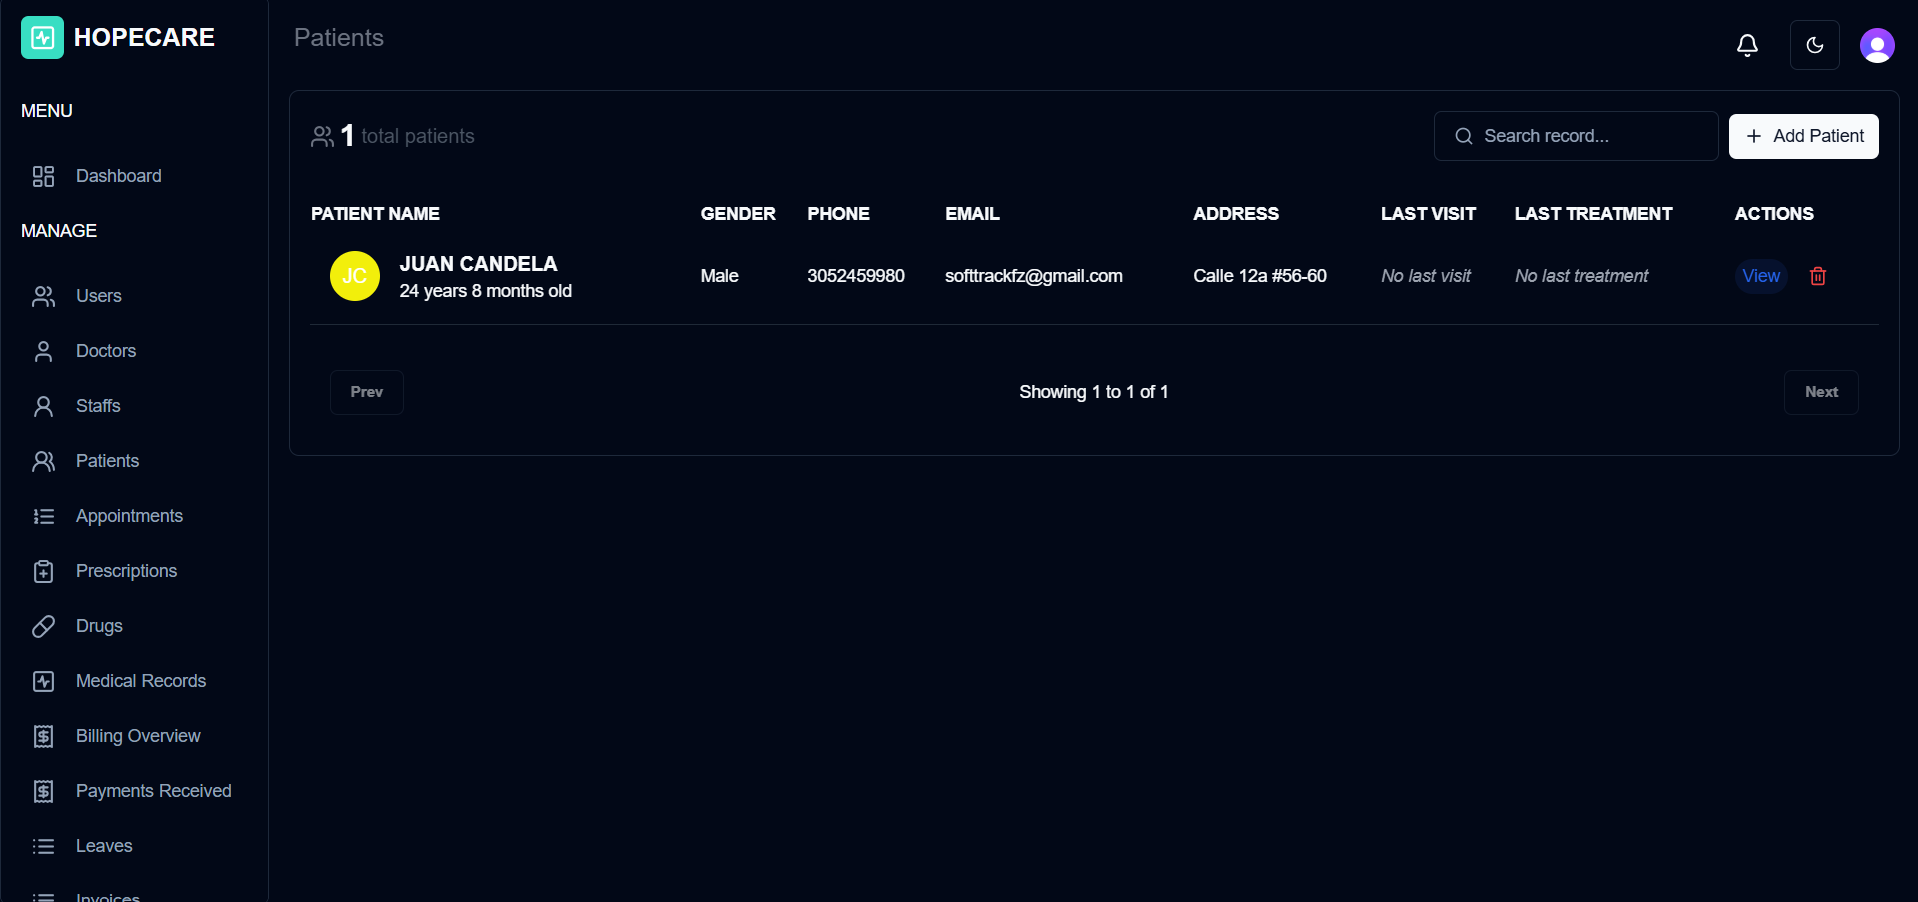 HOPECARE
MENU
Dashboard
MANAGE
Users
Doctors
Staffs
Patients
Appointments
Prescriptions
Drugs
Medical Records
Billing Overview
Payments Received
Leaves
Invoices
Patients
1 total patients
Search record...
Add Patient
PATIENT NAME GENDER PHONE EMAIL ADDRESS LAST VISIT LAST TREATMENT ACTIONS
JC JUAN CANDELA
24 years 8 months old
Male 3052459980 softtrackfz@gmail.com Calle 12a #56-60 No last visit No last treatment View
Prev Showing 1 to 1 of 1 Next